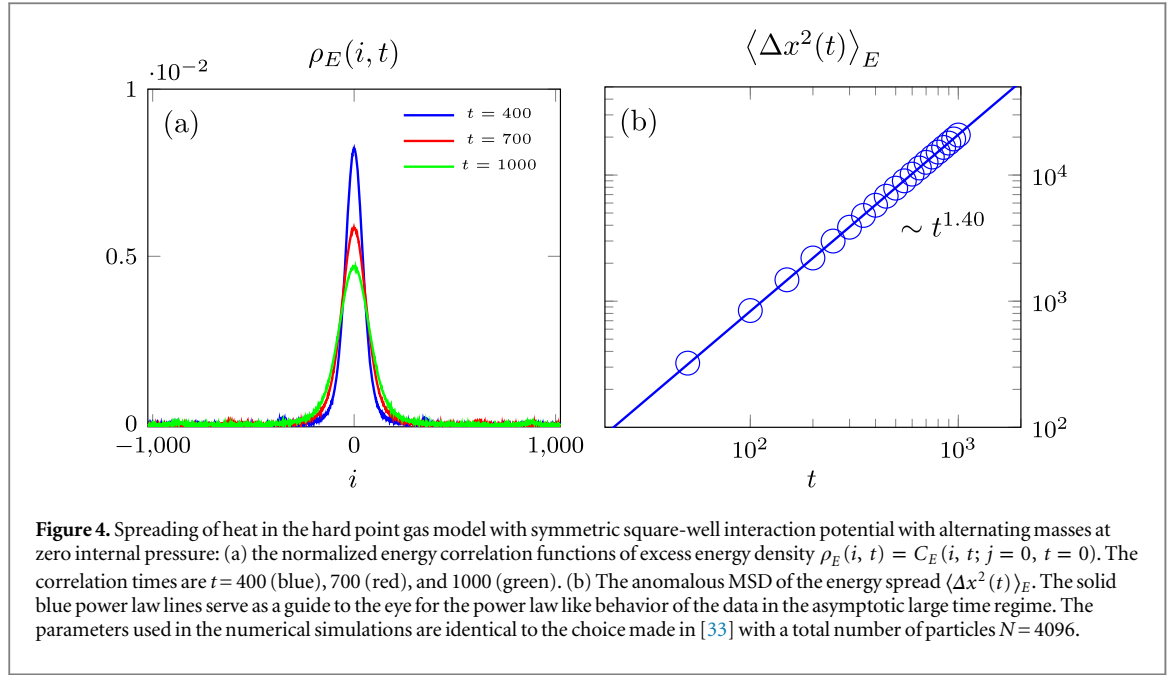 ρ_E(i, t)
·10⁻²
1
(a)
t = 400
t = 700
t = 1000
0.5
0
−1,000
0
1,000
i
⟨Δx²(t)⟩_E
(b)
∼ t^1.40
10⁴
10³
10²
10²
10³
t
Figure 4. Spreading of heat in the hard point gas model with symmetric square-well interaction potential with alternating masses at
zero internal pressure: (a) the normalized energy correlation functions of excess energy density ρ_E(i, t) = C_E(i, t; j = 0, t = 0). The
correlation times are t = 400 (blue), 700 (red), and 1000 (green). (b) The anomalous MSD of the energy spread ⟨Δx²(t)⟩_E. The solid
blue power law lines serve as a guide to the eye for the power law like behavior of the data in the asymptotic large time regime. The
parameters used in the numerical simulations are identical to the choice made in [33] with a total number of particles N = 4096.